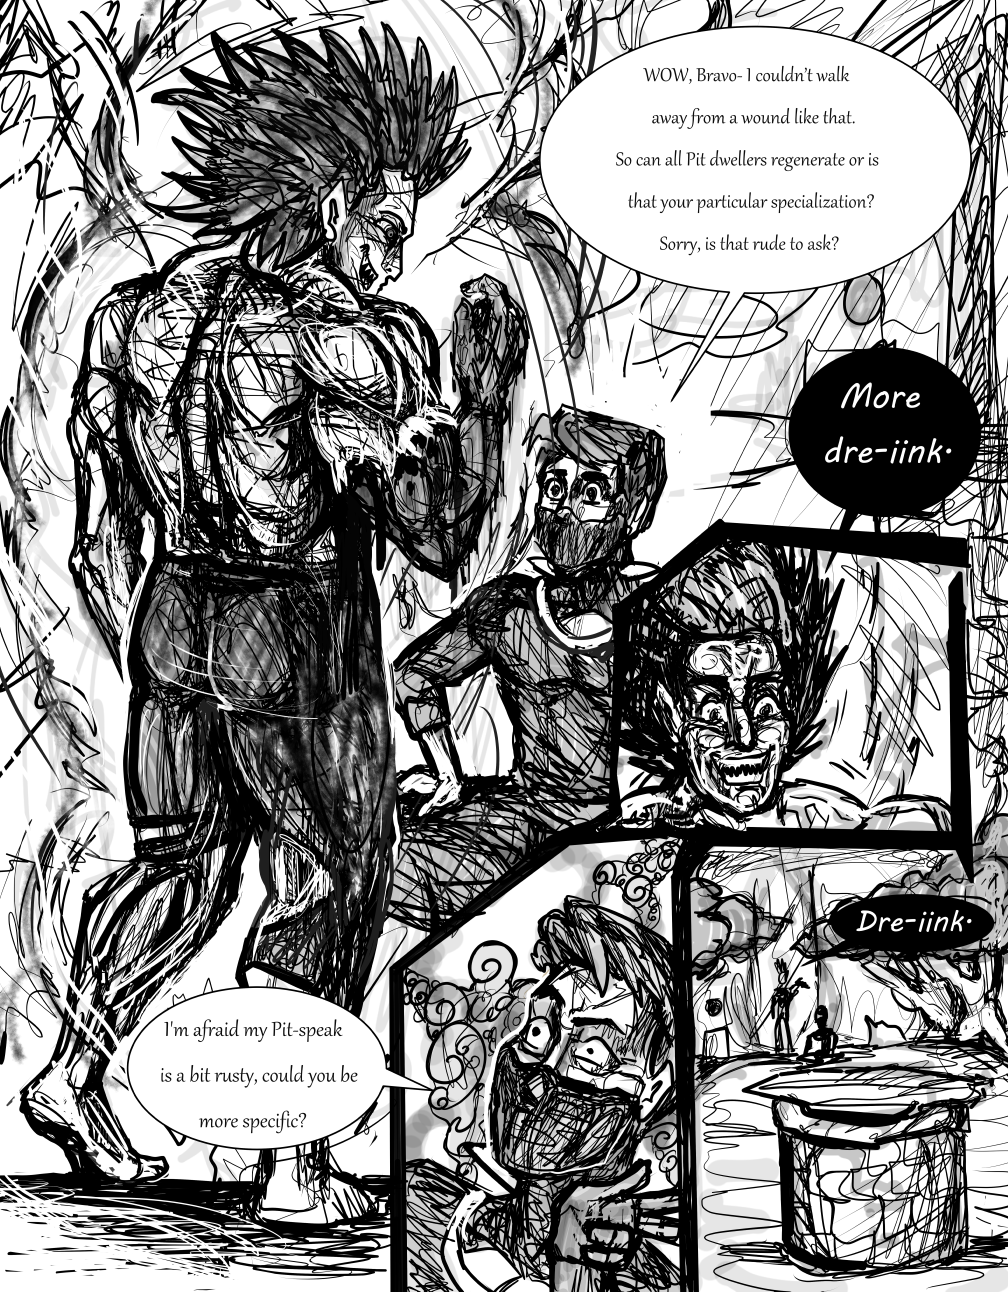 WOW, Bravo- I couldn't walk
away from a wound like that.
So can all Pit dwellers regenerate or is
that your particular specialization?
Sorry, is that rude to ask?
More
dre-iink.
I'm afraid my Pit-speak
is a bit rusty, could you be
more specific?
Dre-iink.